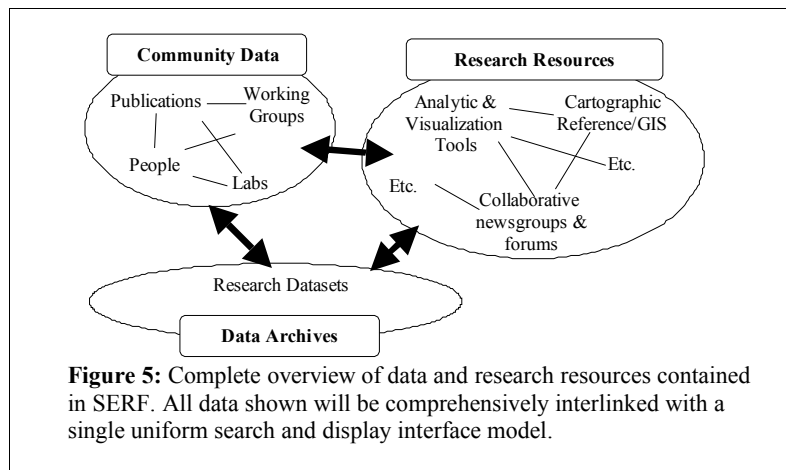 Community Data
Publications
Working
Groups
People
Labs
Research Resources
Analytic &
Visualization
Tools
Cartographic
Reference/GIS
Etc.
Etc.
Collaborative
newsgroups &
forums
Research Datasets
Data Archives
Figure 5: Complete overview of data and research resources contained
in SERF. All data shown will be comprehensively interlinked with a
single uniform search and display interface model.